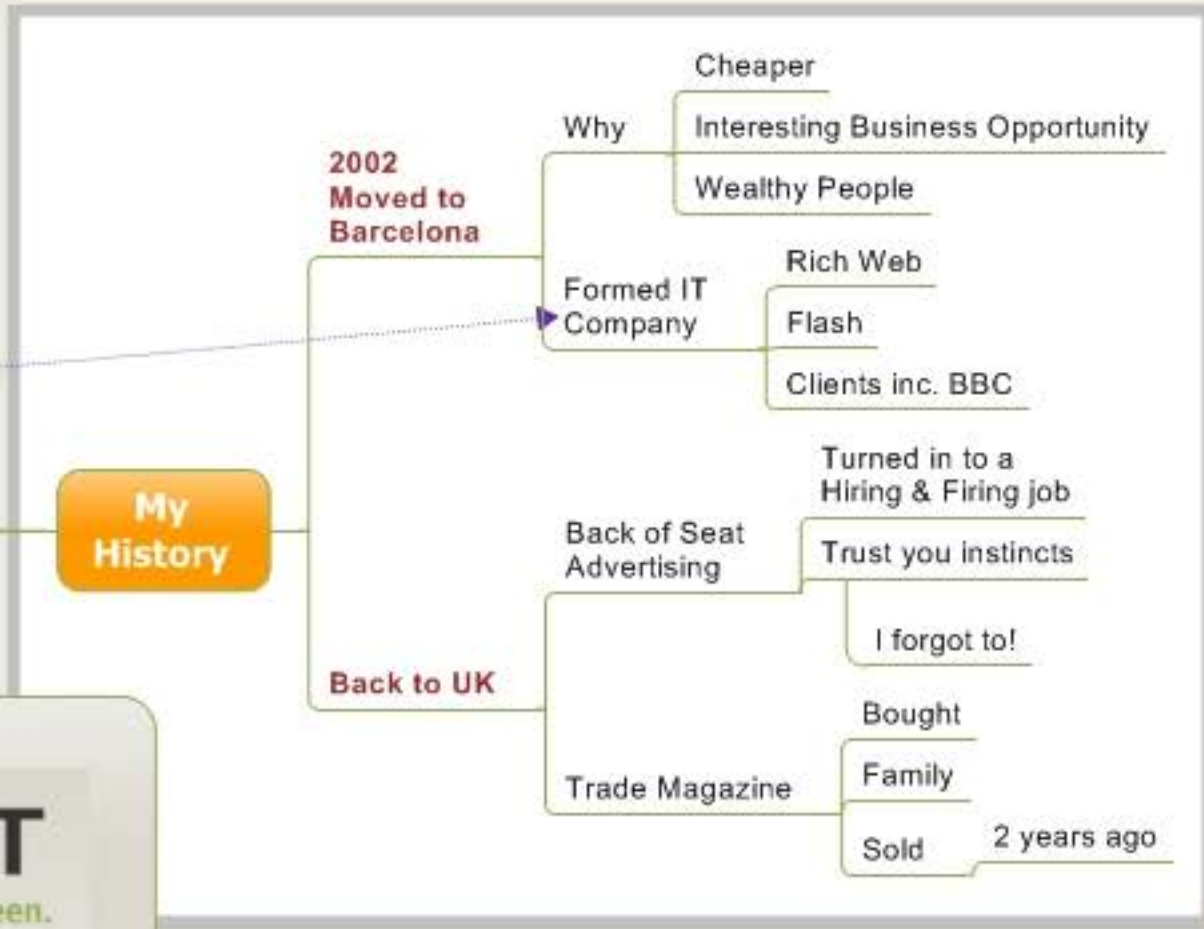 Cheaper
Why
Interesting Business Opportunity
Wealthy People
2002
Moved to
Barcelona
Formed IT
Company
Rich Web
Flash
Clients inc. BBC
My
History
Back to UK
Back of Seat
Advertising
Turned in to a
Hiring & Firing job
Trust you instincts
I forgot to!
Trade Magazine
Bought
Family
Sold
2 years ago